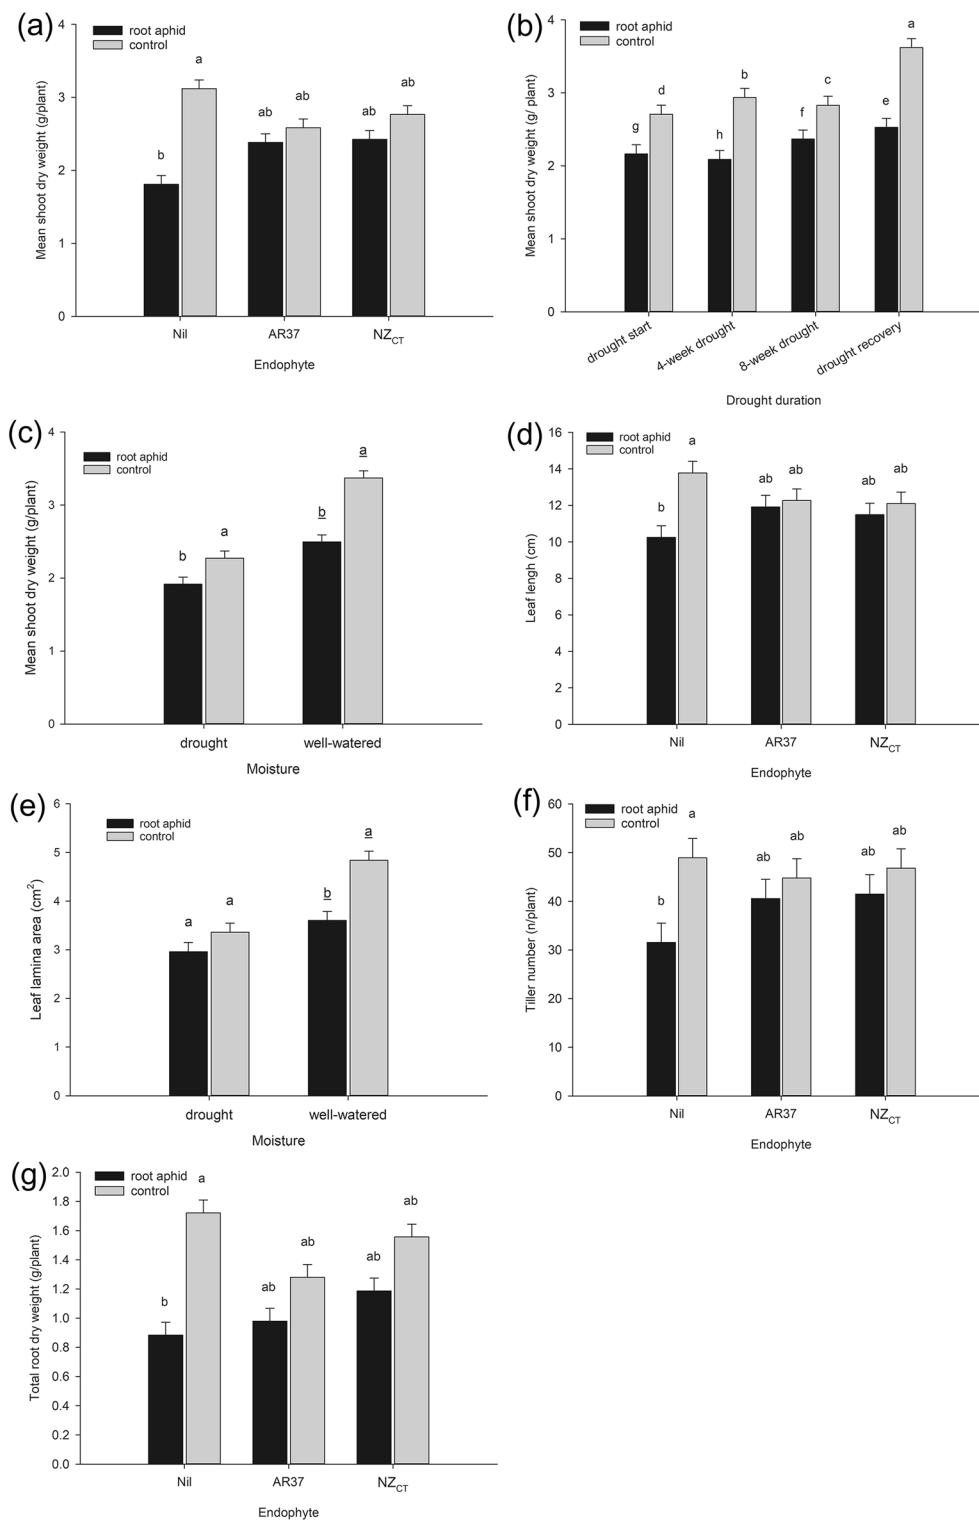 (a)
root aphid
control
Mean shoot dry weight (g/plant)
4
3
2
1
0
b
a
ab
ab
ab
ab
Nil
AR37
NZCT
Endophyte
(b)
root aphid
control
Mean shoot dry weight (g/ plant)
4
3
2
1
0
g
d
h
b
f
c
e
a
drought start
4-week drought
8-week drought
drought recovery
Drought duration
(c)
root aphid
control
Mean shoot dry weight (g/plant)
4
3
2
1
0
b
a
b
a
drought
well-watered
Moisture
(d)
root aphid
control
Leaf lengh (cm)
16
14
12
10
8
6
4
2
0
b
a
ab
ab
ab
ab
Nil
AR37
NZCT
Endophyte
(e)
root aphid
control
Leaf lamina area (cm2)
6
5
4
3
2
1
0
a
a
b
a
drought
well-watered
Moisture
(f)
root aphid
control
Tiller number (n/plant)
60
50
40
30
20
10
0
b
a
ab
ab
ab
ab
Nil
AR37
NZCT
Endophyte
(g)
root aphid
control
Total root dry weight (g/plant)
2.0
1.8
1.6
1.4
1.2
1.0
0.8
0.6
0.4
0.2
0.0
b
a
ab
ab
ab
ab
Nil
AR37
NZCT
Endophyte